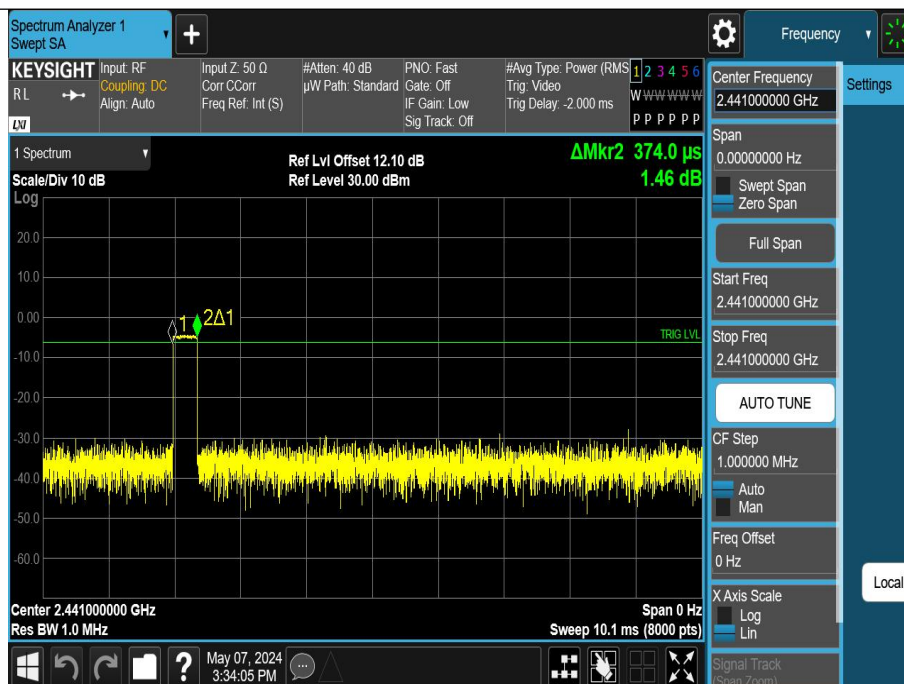 Spectrum Analyzer 1
Swept SA
Frequency
KEYSIGHT
RL
LXI
Input: RF
Coupling: DC
Align: Auto
Input Z: 50 Ω
Corr CCorr
Freq Ref: Int (S)
#Atten: 40 dB
µW Path: Standard
PNO: Fast
Gate: Off
IF Gain: Low
Sig Track: Off
#Avg Type: Power (RMS
Trig: Video
Trig Delay: -2.000 ms
1 2 3 4 5 6
W W W W W W
P P P P P P
1 Spectrum
Scale/Div 10 dB
Log
Ref Lvl Offset 12.10 dB
Ref Level 30.00 dBm
ΔMkr2 374.0 µs
1.46 dB
20.0
10.0
0.00
-10.0
-20.0
-30.0
-40.0
-50.0
-60.0
1
2Δ1
TRIG LVL
Center 2.441000000 GHz
Res BW 1.0 MHz
Span 0 Hz
Sweep 10.1 ms (8000 pts)
?
May 07, 2024
3:34:05 PM
Center Frequency
2.441000000 GHz
Span
0.00000000 Hz
Swept Span
Zero Span
Full Span
Start Freq
2.441000000 GHz
Stop Freq
2.441000000 GHz
AUTO TUNE
CF Step
1.000000 MHz
Auto
Man
Freq Offset
0 Hz
X Axis Scale
Log
Lin
Signal Track
(Span Zoom)
Settings
Local